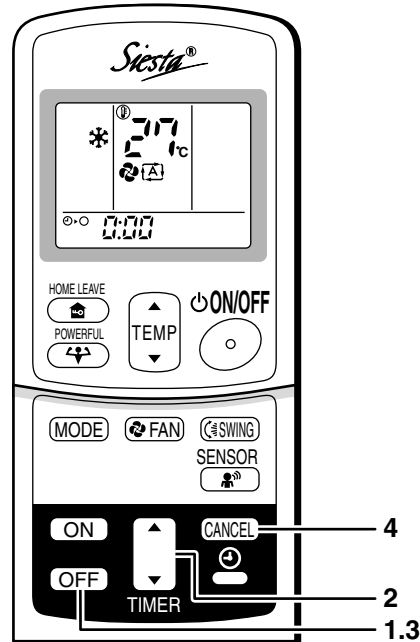 Siesta®
27°C
A
0:00
HOME LEAVE
ON/OFF
POWERFUL
TEMP
MODE
FAN
SWING
SENSOR
ON
CANCEL
4
OFF
2
TIMER
1.3